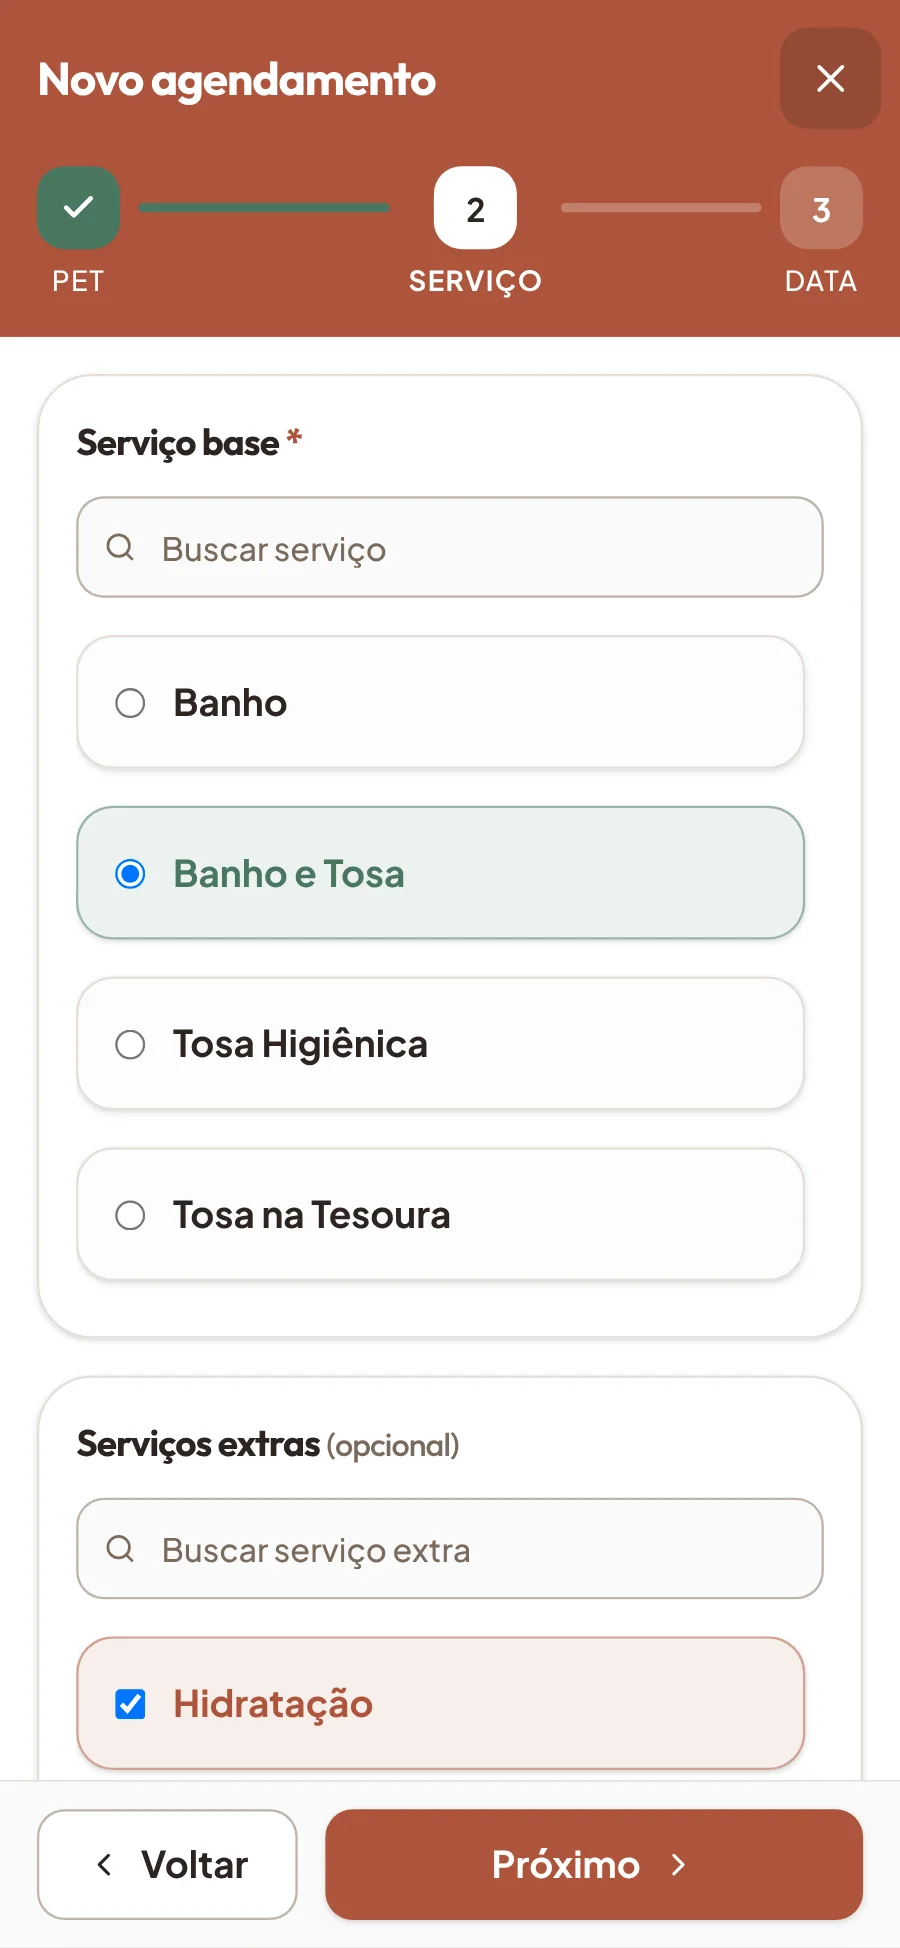 Novo agendamento
2
3
PET
SERVIÇO
DATA
Serviço base *
Buscar serviço
Banho
Banho e Tosa
Tosa Higiênica
Tosa na Tesoura
Serviços extras (opcional)
Buscar serviço extra
Hidratação
Voltar
Próximo